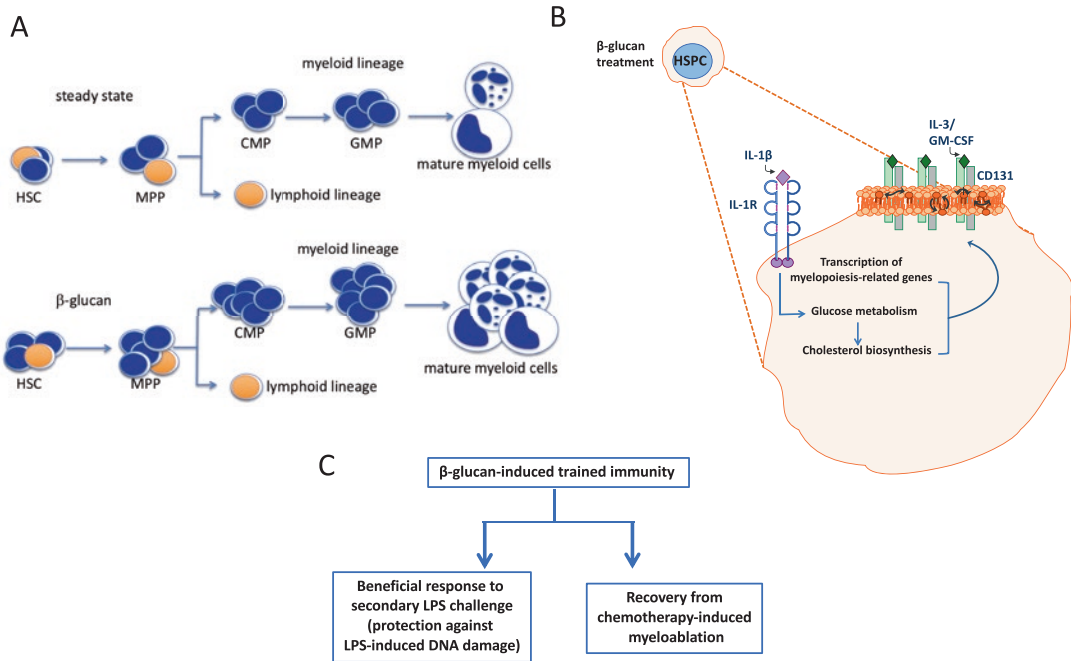 A
steady state
myeloid lineage
HSC
MPP
CMP
GMP
mature myeloid cells
lymphoid lineage
β-glucan
myeloid lineage
HSC
MPP
CMP
GMP
mature myeloid cells
lymphoid lineage
B
β-glucan
treatment
HSPC
IL-1β
IL-1R
IL-3/
GM-CSF
CD131
Transcription of
myelopoiesis-related genes
Glucose metabolism
Cholesterol biosynthesis
C
β-glucan-induced trained immunity
Beneficial response to
secondary LPS challenge
(protection against
LPS-induced DNA damage)
Recovery from
chemotherapy-induced
myeloablation